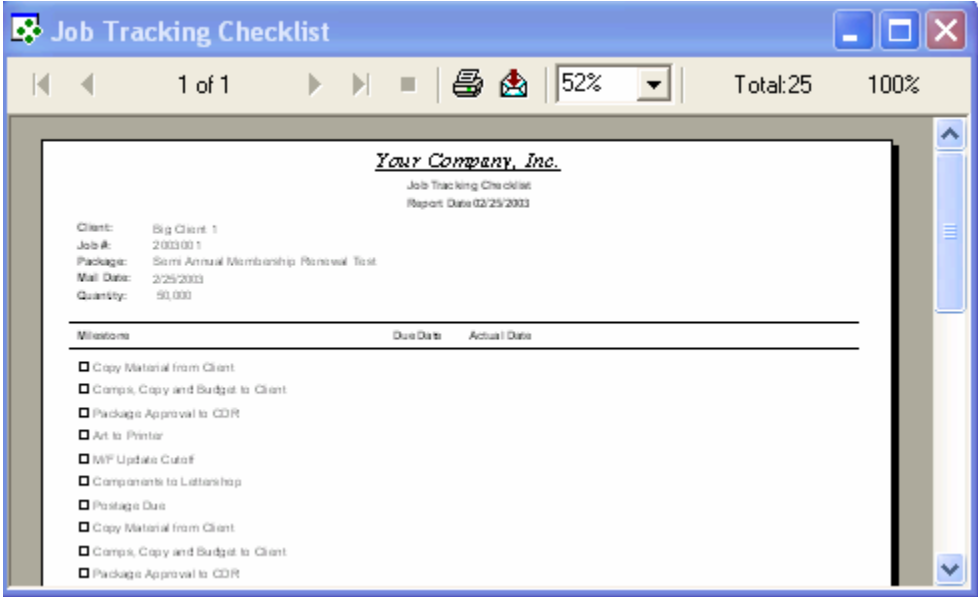 Job Tracking Checklist
1 of 1 52% Total:25 100%
Your Company, Inc.
Job Tracking Checklist
Report Date 02/25/2003
Client: Big Client 1
Job #: 2003001
Package: Semi Annual Membership Renewal Test
Mail Date: 2/25/2003
Quantity: 50,000
Milestone Due Date Actual Date
Copy Material from Client
Comps, Copy and Budget to Client
Package Approval to CDR
Art to Printer
M/F Update Cutoff
Components to Lettershop
Postage Due
Copy Material from Client
Comps, Copy and Budget to Client
Package Approval to CDR